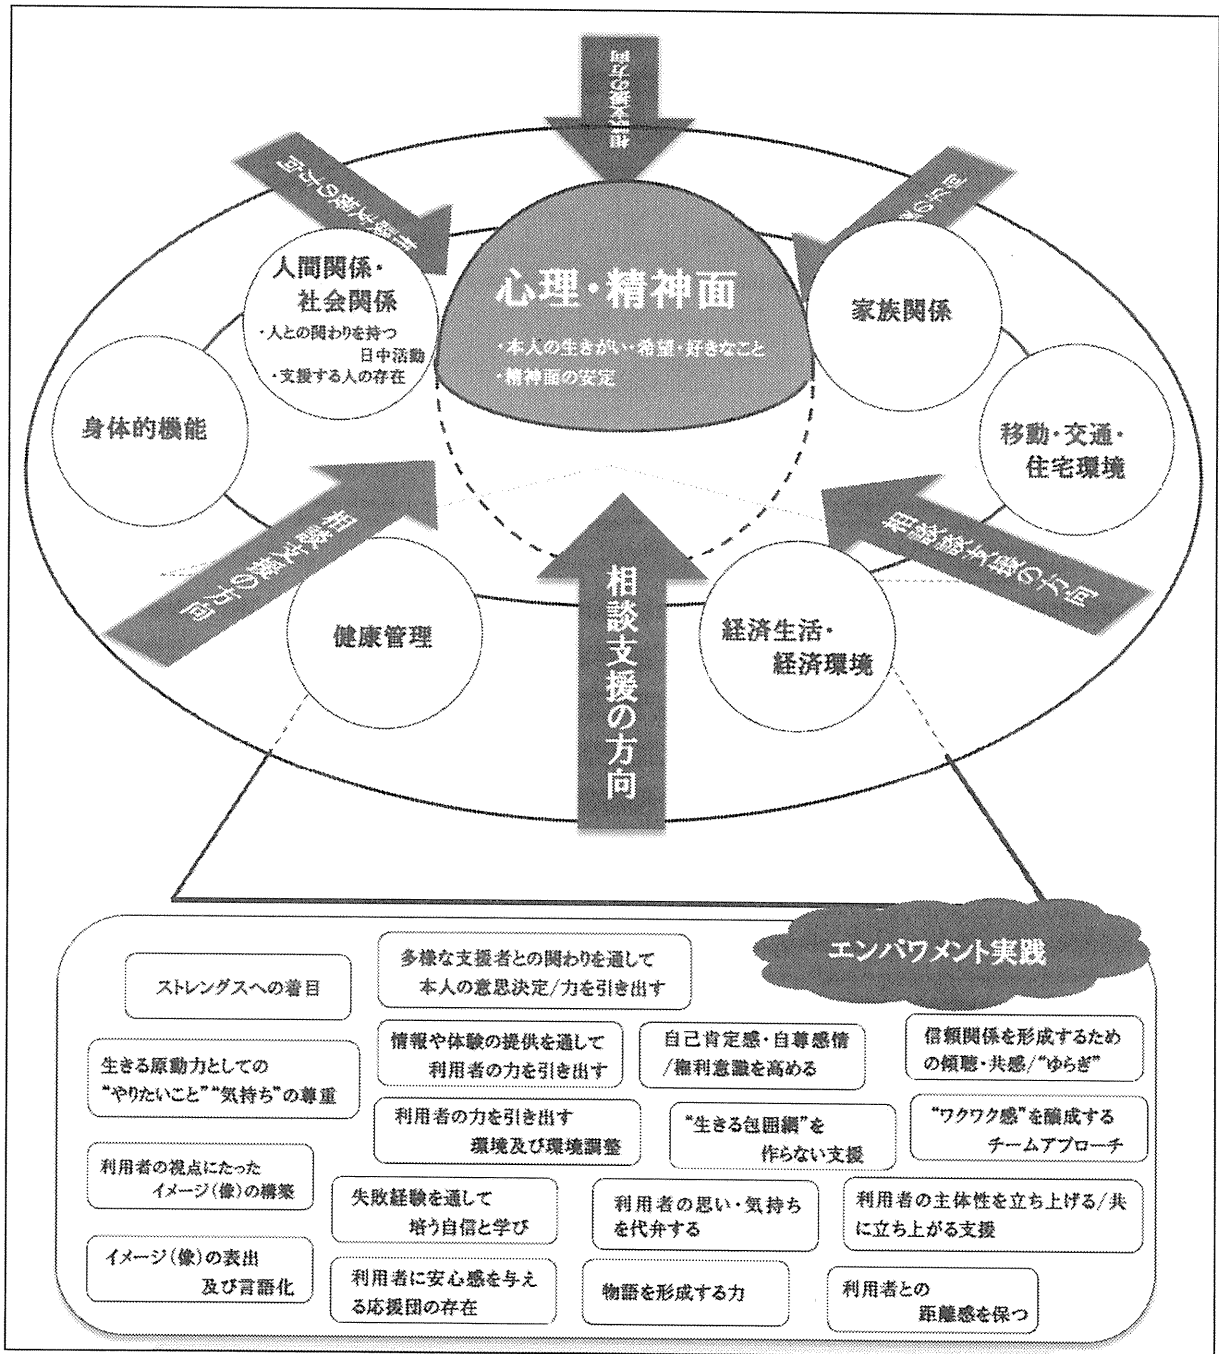 相談支援の方向
相談支援の方向
の方向
人間関係・
社会関係
・人との関わりを持つ
日中活動
・支援する人の存在
心理・精神面
・本人の生きがい・希望・好きなこと
・精神面の安定
家族関係
身体的機能
移動・交通・
住宅環境
相談支援の方向
相談支援の方向
相談支援の方向
健康管理
経済生活・
経済環境
エンパワメント実践
ストレングスへの着目
多様な支援者との関わりを通して
本人の意思決定/力を引き出す
生きる原動力としての
“やりたいこと”“気持ち”の尊重
情報や体験の提供を通して
利用者の力を引き出す
自己肯定感・自尊感情
/権利意識を高める
信頼関係を形成するため
の傾聴・共感/“ゆらぎ”
利用者の力を引き出す
環境及び環境調整
“生きる包囲網”を
作らない支援
“ワクワク感”を醸成する
チームアプローチ
利用者の視点にたった
イメージ(像)の構築
失敗経験を通して
培う自信と学び
利用者の思い・気持ち
を代弁する
利用者の主体性を立ち上げる/共
に立ち上がる支援
イメージ(像)の表出
及び言語化
利用者に安心感を与え
る応援団の存在
物語を形成する力
利用者との
距離感を保つ